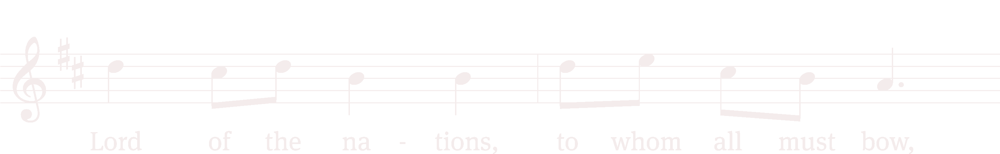 Lord of the na - tions, to whom all must bow,